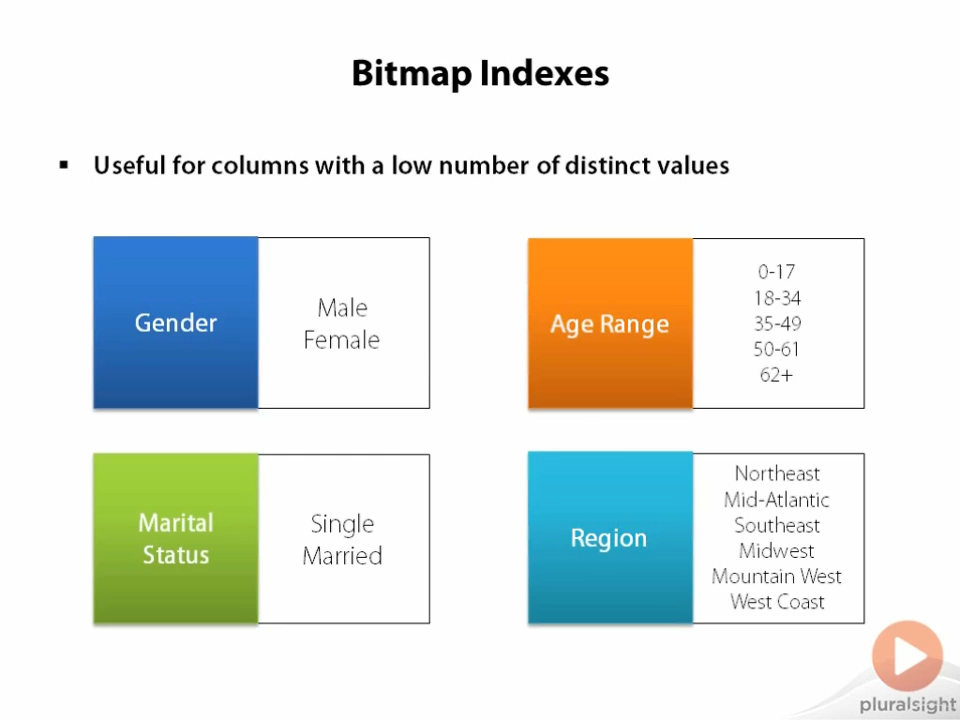 Bitmap Indexes
▪ Useful for columns with a low number of distinct values
Gender
Male
Female
Age Range
0-17
18-34
35-49
50-61
62+
Marital
Status
Single
Married
Region
Northeast
Mid-Atlantic
Southeast
Midwest
Mountain West
West Coast
pluralsight